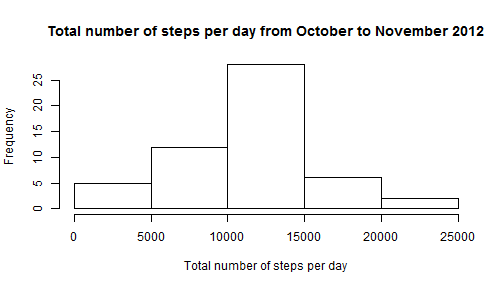 Total number of steps per day from October to November 2012
Frequency
25
20
15
10
5
0
0 5000 10000 15000 20000 25000
Total number of steps per day